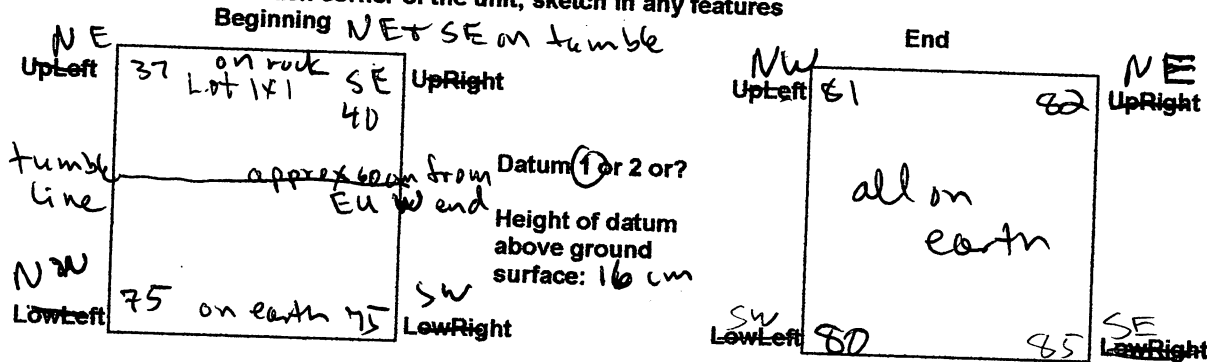 corner of the unit, sketch in any features
Beginning NE + SE on tumble
NE
UpLeft
37 on rock
Lot 1x1
SE
40
UpRight
tumble
line
approx 60cm from
EU W end
NW
LowLeft
75 on earth 75
SW
LowRight
Datum 1 or 2 or?
Height of datum
above ground
surface: 16 cm
End
NW
UpLeft
81
82
NE
UpRight
all on
earth
SW
LowLeft
80
85
SE
LowRight